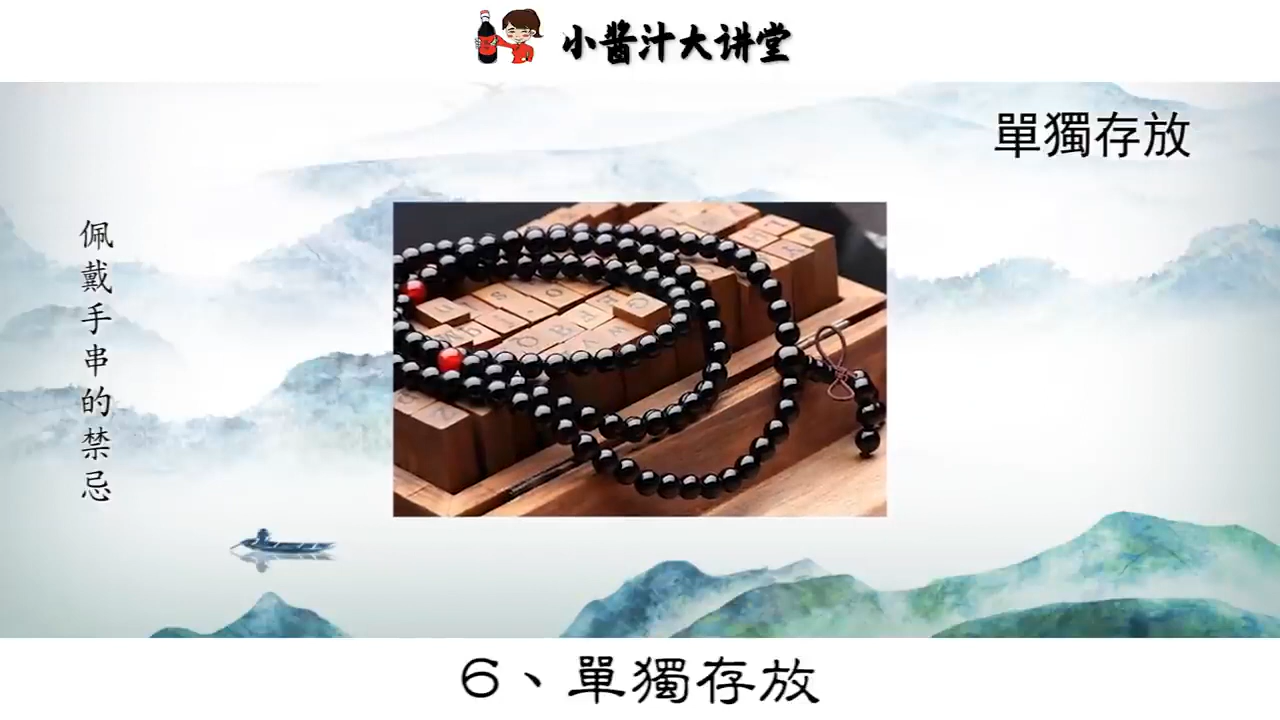 小酱汁大讲堂
單獨存放
佩戴手串的禁忌
6、單獨存放